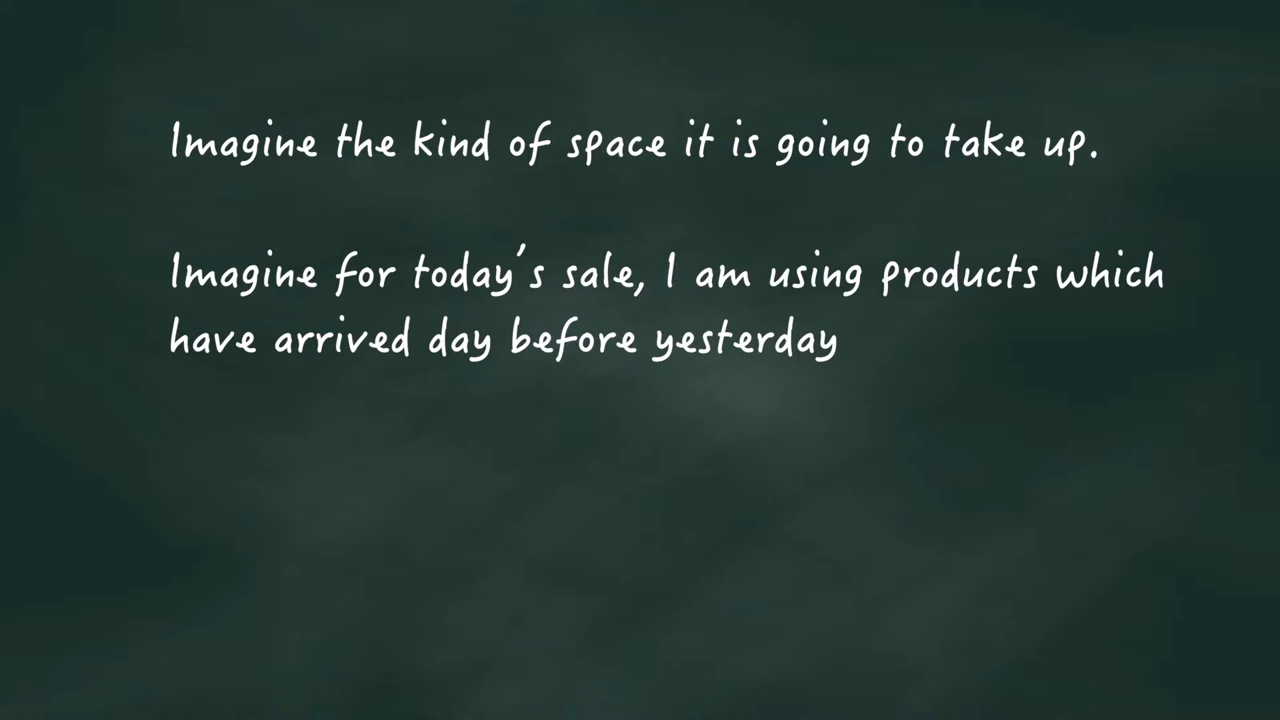 Imagine the kind of space it is going to take up.
Imagine for today's sale, I am using products which
have arrived day before yesterday